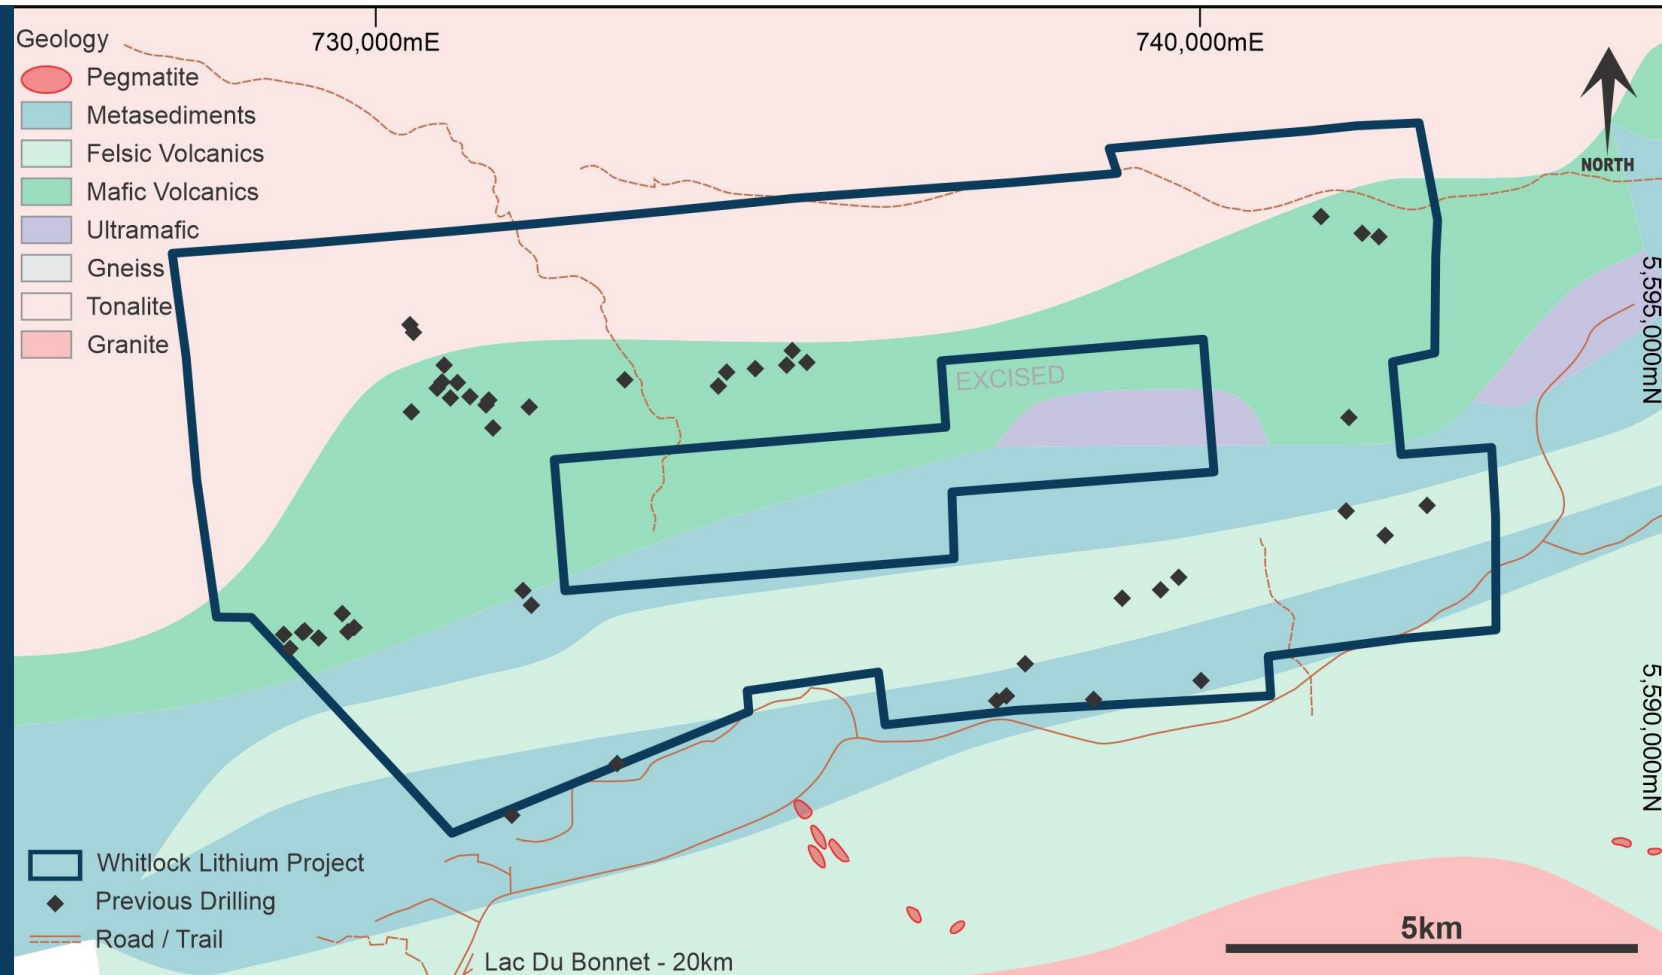 730,000mE
740,000mE
Geology
Pegmatite
Metasediments
Felsic Volcanics
Mafic Volcanics
Ultramafic
Gneiss
Tonalite
Granite
NORTH
5,595,000mN
EXCISED
5,590,000mN
Whitlock Lithium Project
Previous Drilling
Road / Trail
5km
Lac Du Bonnet - 20km